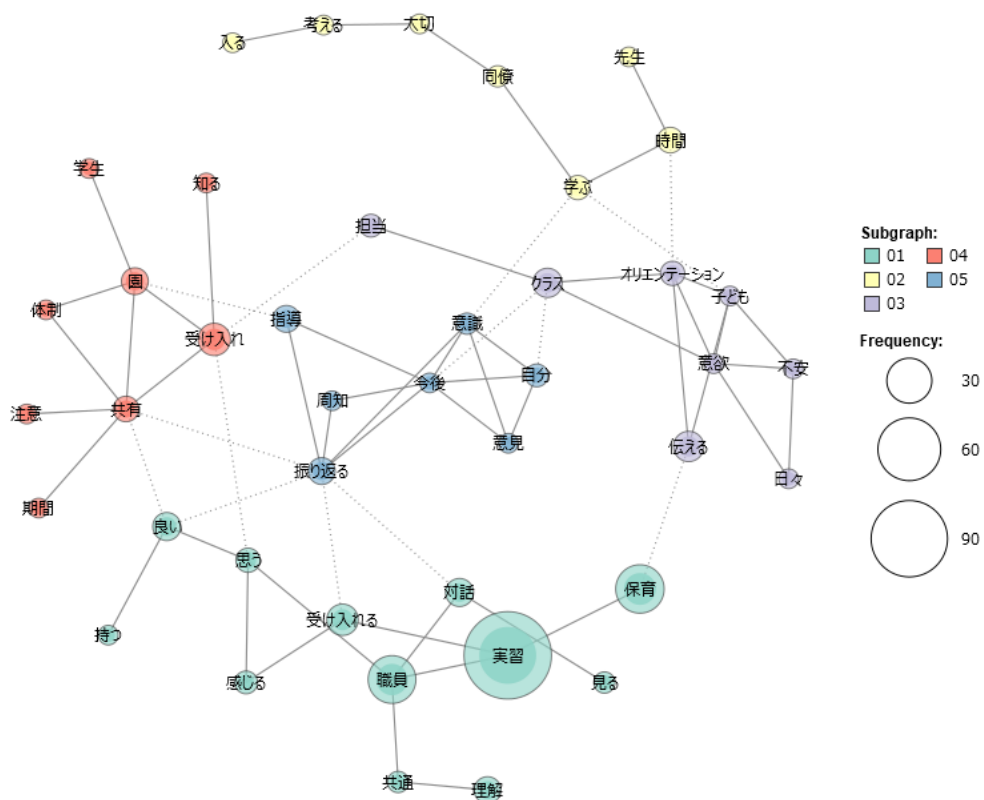 考える
大切
入る
同僚
先生
時間
学生
知る
学ぶ
担当
園
クラス
オリエンテーション
子ども
体制
受け入れ
指導
意識
今後
自分
意欲
不安
注意
共有
周知
意見
伝える
振り返る
日々
期間
良い
思う
対話
保育
持つ
受け入れる
実習
感じる
職員
見る
共通
理解
Subgraph:
01 04
02 05
03
Frequency:
30
60
90